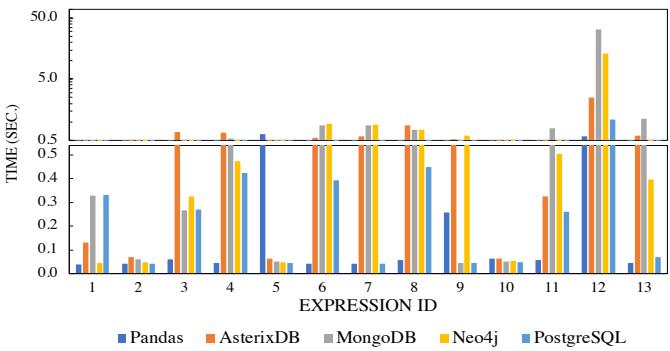 50.0
5.0
0.5
0.5
0.4
0.3
0.2
0.1
0.0
TIME (SEC.)
1 2 3 4 5 6 7 8 9 10 11 12 13
EXPRESSION ID
Pandas AsterixDB MongoDB Neo4j PostgreSQL